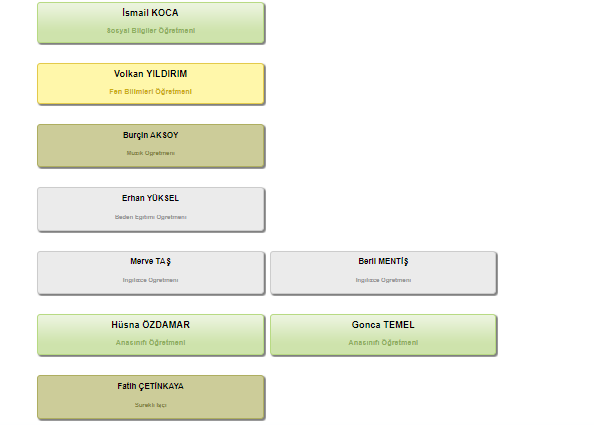 İsmail KOCA
Sosyal Bilgiler Öğretmeni
Volkan YILDIRIM
Fen Bilimleri Öğretmeni
Burçin AKSOY
Müzik Öğretmeni
Erhan YÜKSEL
Beden Eğitimi Öğretmeni
Merve TAŞ
İngilizce Öğretmeni
Beril MENTİŞ
İngilizce Öğretmeni
Hüsna ÖZDAMAR
Anasınıfı Öğretmeni
Gonca TEMEL
Anasınıfı Öğretmeni
Fatih ÇETİNKAYA
Sürekli İşçi